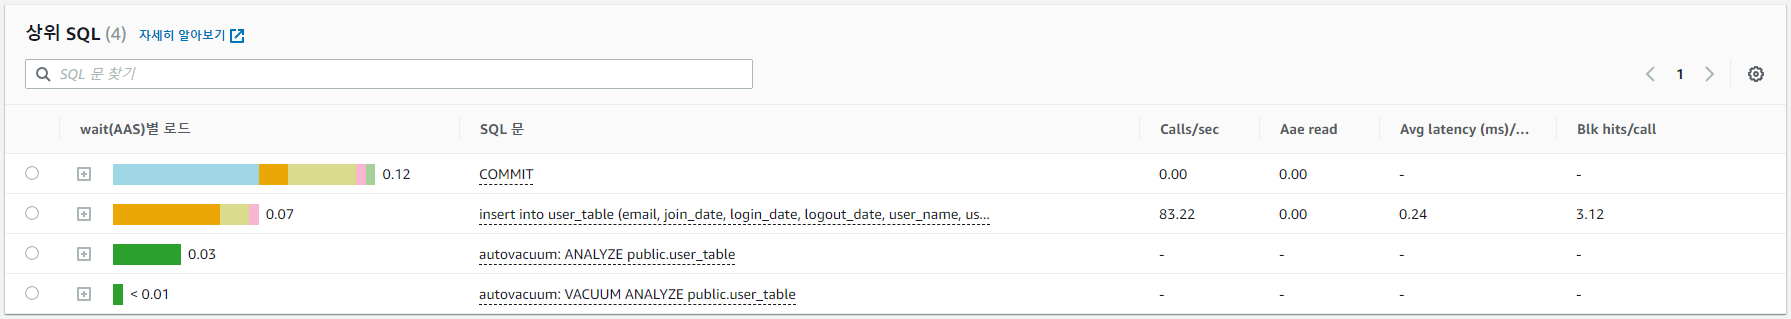 상위 SQL (4) 자세히 알아보기
SQL 문 찾기
1
wait(AAS)별 로드 SQL 문 Calls/sec Aae read Avg latency (ms)/... Blk hits/call
0.12 COMMIT 0.00 0.00 - -
0.07 insert into user_table (email, join_date, login_date, logout_date, user_name, us... 83.22 0.00 0.24 3.12
0.03 autovacuum: ANALYZE public.user_table - - - -
< 0.01 autovacuum: VACUUM ANALYZE public.user_table - - - -